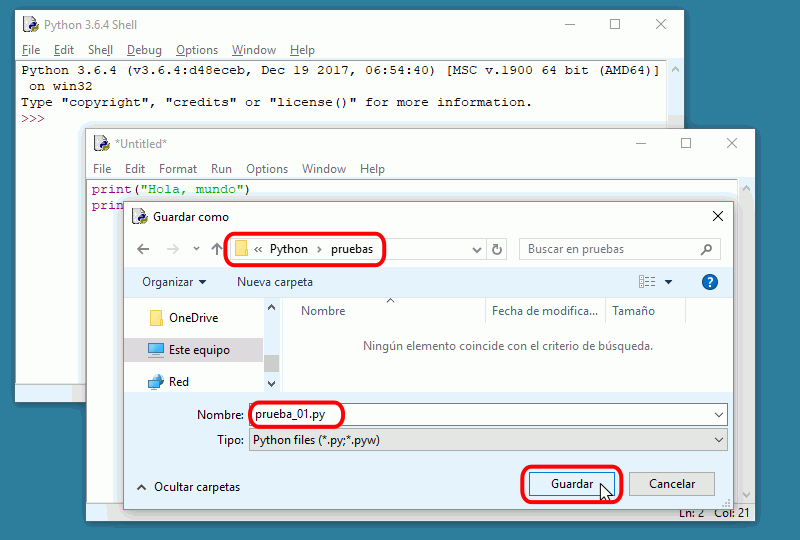 Python 3.6.4 Shell
File Edit Shell Debug Options Window Help
Python 3.6.4 (v3.6.4:d48eceb, Dec 19 2017, 06:54:40) [MSC v.1900 64 bit (AMD64)]
on win32
Type "copyright", "credits" or "license()" for more information.
>>>
*Untitled*
File Edit Format Run Options Window Help
print("Hola, mundo")
prin
Guardar como
« Python > pruebas
Buscar en pruebas
Organizar Nueva carpeta
?
OneDrive
Este equipo
Red
Nombre Fecha de modifica... Tamaño
Ningún elemento coincide con el criterio de búsqueda.
Nombre: prueba_01.py
Tipo: Python files (*.py;*.pyw)
Ocultar carpetas
Guardar Cancelar
Ln: 2 Col: 21